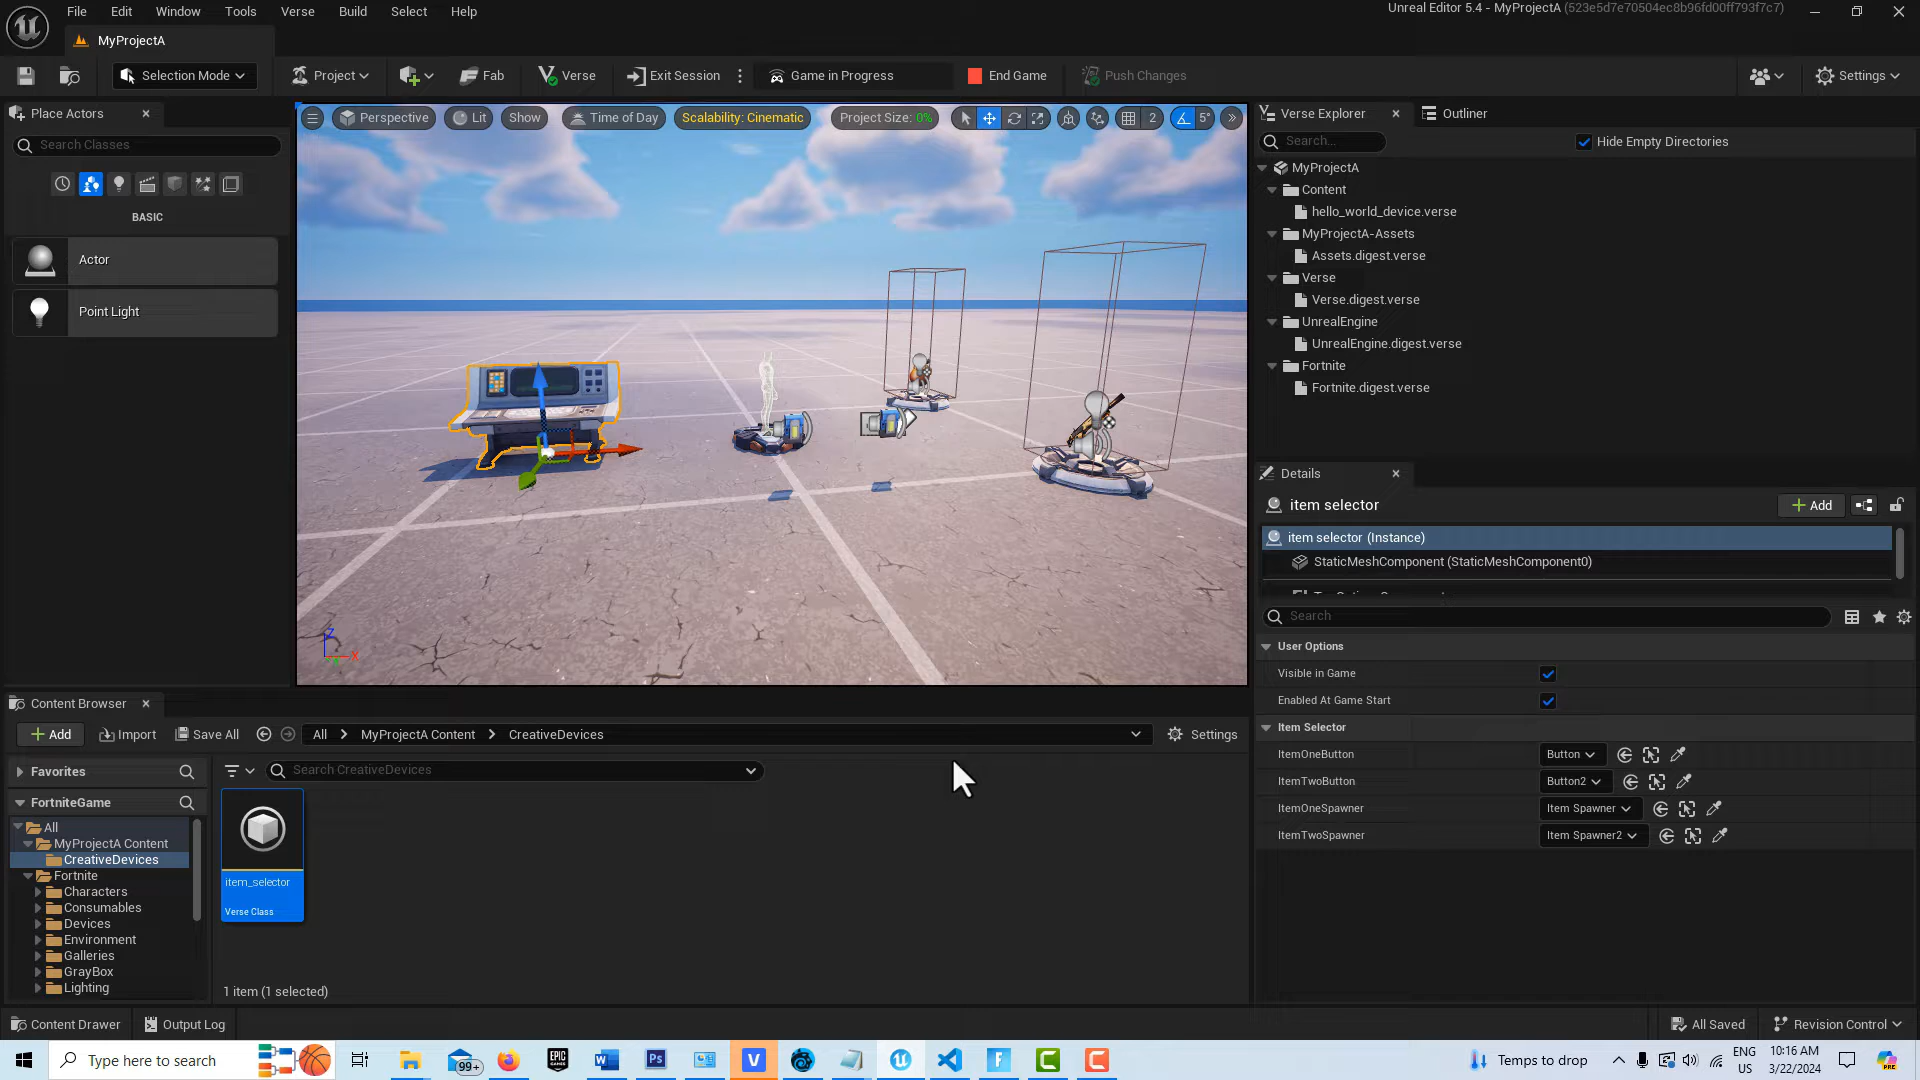 File Edit Window Tools Verse Build Select Help
Unreal Editor 5.4 - MyProjectA (523e5d7e70504ec8b96fd00ff793f7c7)
MyProjectA
Selection Mode
Project
Fab
Verse
Exit Session
Game in Progress
End Game
Push Changes
Settings
Place Actors
Search Classes
BASIC
Actor
Point Light
Perspective
Lit
Show
Time of Day
Scalability: Cinematic
Project Size: 0%
2
5°
Z
X
Verse Explorer
Outliner
Search...
Hide Empty Directories
MyProjectA
Content
hello_world_device.verse
MyProjectA-Assets
Assets.digest.verse
Verse
Verse.digest.verse
UnrealEngine
UnrealEngine.digest.verse
Fortnite
Fortnite.digest.verse
Details
item selector
Add
item selector (Instance)
StaticMeshComponent (StaticMeshComponent0)
Search
User Options
Visible in Game
Enabled At Game Start
Item Selector
ItemOneButton Button
ItemTwoButton Button2
ItemOneSpawner Item Spawner
ItemTwoSpawner Item Spawner2
Content Browser
Add
Import
Save All
All > MyProjectA Content > CreativeDevices
Settings
Favorites
FortniteGame
All
MyProjectA Content
CreativeDevices
Fortnite
Characters
Consumables
Devices
Environment
Galleries
GrayBox
Lighting
Search CreativeDevices
item_selector
Verse Class
1 item (1 selected)
Content Drawer
Output Log
All Saved
Revision Control
Type here to search
99+
EPIC GAMES
Temps to drop
ENG
US
10:16 AM
3/22/2024